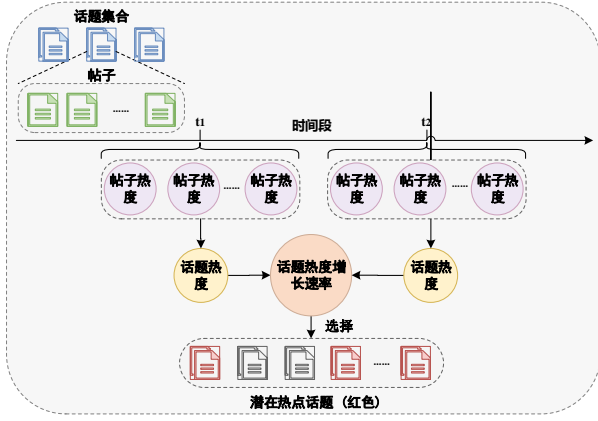 话题集合
帖子
......
时间段
t1
t2
帖子热
度
帖子热
度
......
帖子热
度
帖子热
度
帖子热
度
......
帖子热
度
话题热
度
话题热度增
长速率
话题热
度
选择
......
潜在热点话题（红色）